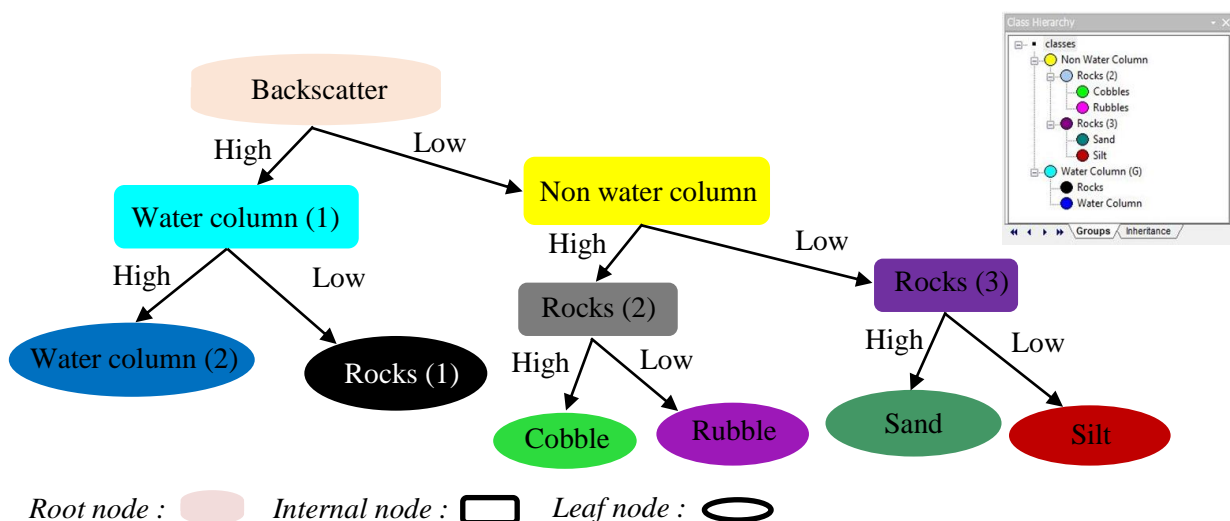 Backscatter
High
Low
Water column (1)
Non water column
High
Low
High
Low
Water column (2)
Rocks (1)
Rocks (2)
Rocks (3)
High
Low
High
Low
Cobble
Rubble
Sand
Silt
Root node :
Internal node :
Leaf node :
Class Hierarchy
classes
Non Water Column
Rocks (2)
Cobbles
Rubbles
Rocks (3)
Sand
Silt
Water Column (G)
Rocks
Water Column
Groups
Inheritance